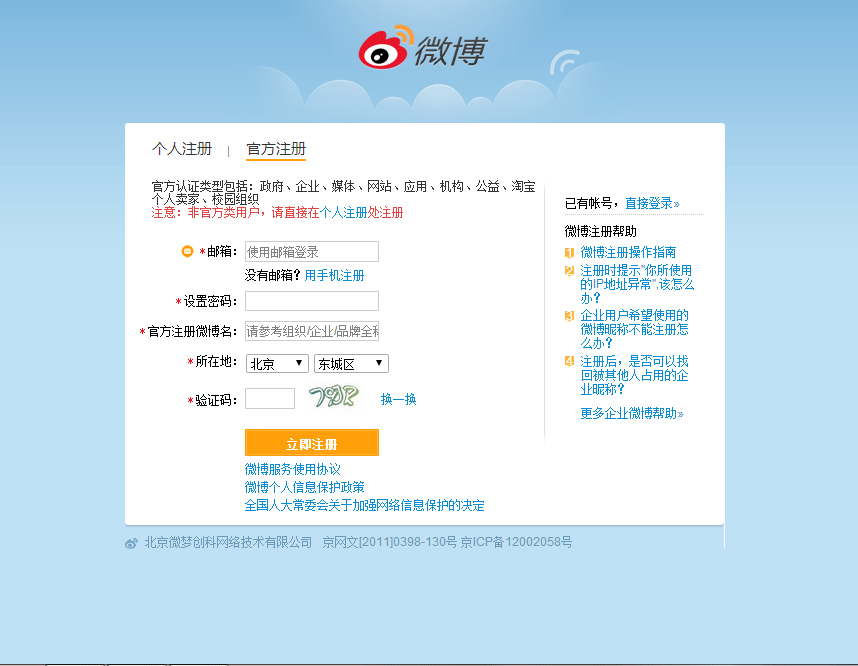 微博
个人注册 | 官方注册
官方认证类型包括：政府、企业、媒体、网站、应用、机构、公益、淘宝
个人卖家、校园组织
注意：非官方类用户，请直接在个人注册处注册
*邮箱： 使用邮箱登录
没有邮箱？用手机注册
*设置密码：
*官方注册微博名： 请参考组织/企业/品牌全称
*所在地： 北京 ▼ 东城区 ▼
*验证码： 换一换
立即注册
微博服务使用协议
微博个人信息保护政策
全国人大常委会关于加强网络信息保护的决定
已有帐号，直接登录»
微博注册帮助
1 微博注册操作指南
2 注册时提示"你所使用
的IP地址异常",该怎么
办？
3 企业用户希望使用的
微博昵称不能注册怎
么办？
4 注册后，是否可以找
回被其他人占用的企
业昵称？
更多企业微博帮助»
北京微梦创科网络技术有限公司 京网文[2011]0398-130号 京ICP备12002058号